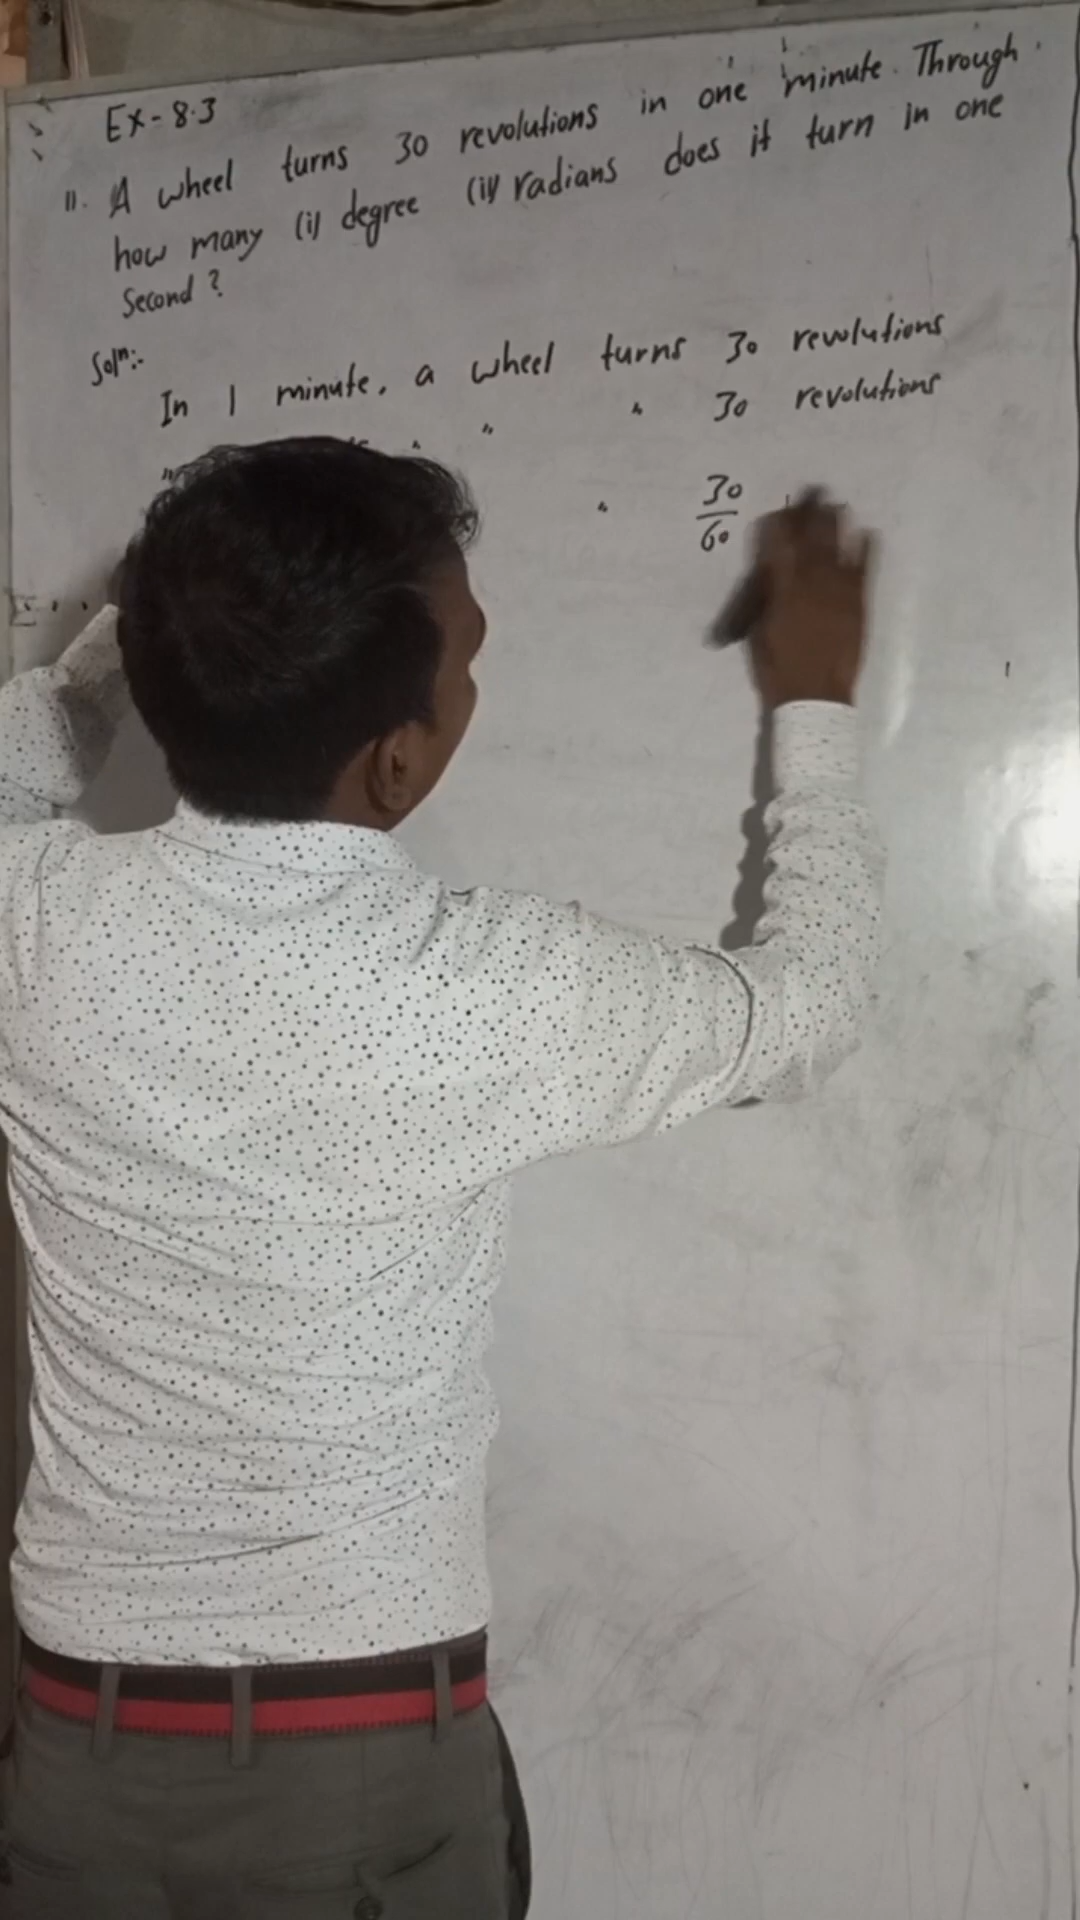 Ex-8.3
11. A wheel turns 30 revolutions in one minute. Through
how many (i) degree (ii) radians does it turn in one
second?
Soln:-
In 1 minute, a wheel turns 30 revolutions
" " " " 30 revolutions
" 30/60